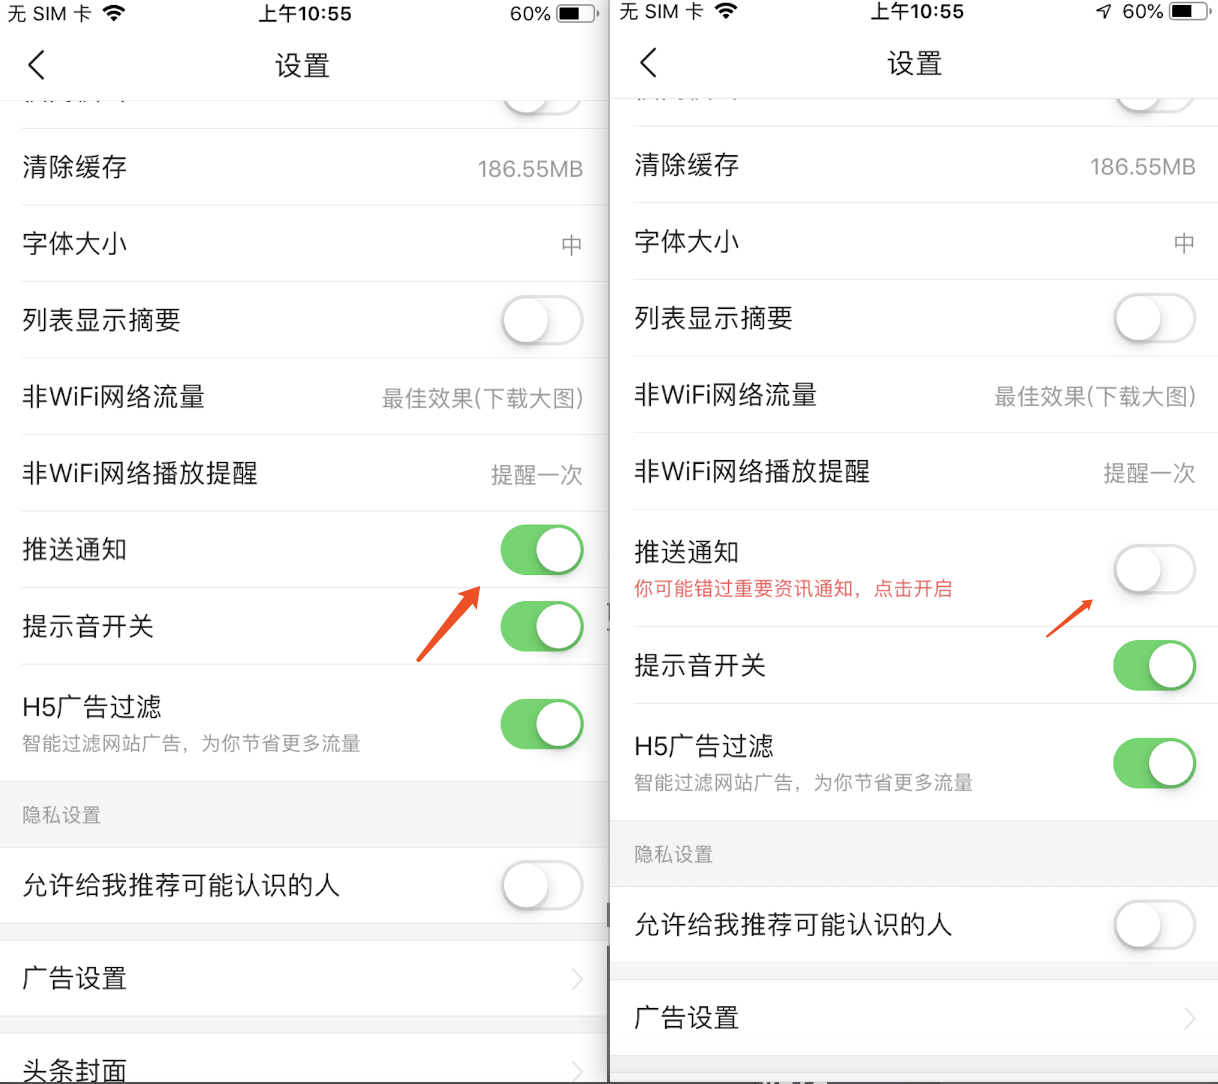 无 SIM 卡
上午10:55
60%
设置
清除缓存
186.55MB
字体大小
中
列表显示摘要
非WiFi网络流量
最佳效果(下载大图)
非WiFi网络播放提醒
提醒一次
推送通知
提示音开关
H5广告过滤
智能过滤网站广告，为你节省更多流量
隐私设置
允许给我推荐可能认识的人
广告设置
头条封面
无 SIM 卡
上午10:55
60%
设置
清除缓存
186.55MB
字体大小
中
列表显示摘要
非WiFi网络流量
最佳效果(下载大图)
非WiFi网络播放提醒
提醒一次
推送通知
你可能错过重要资讯通知，点击开启
提示音开关
H5广告过滤
智能过滤网站广告，为你节省更多流量
隐私设置
允许给我推荐可能认识的人
广告设置